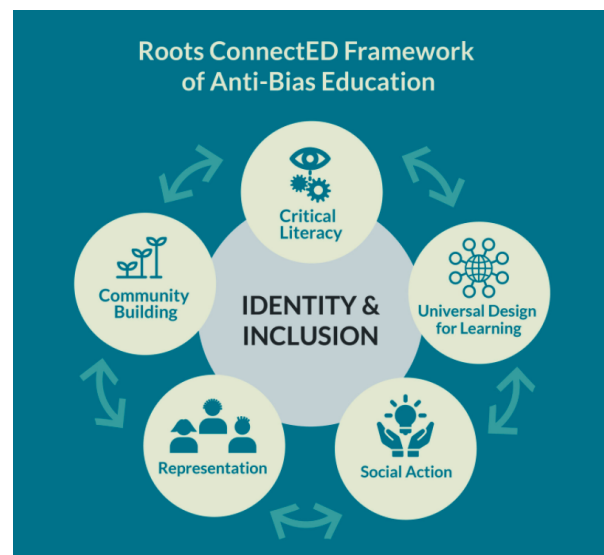 Roots ConnectED Framework
of Anti-Bias Education
Critical
Literacy
Community
Building
IDENTITY &
INCLUSION
Universal Design
for Learning
Representation
Social Action